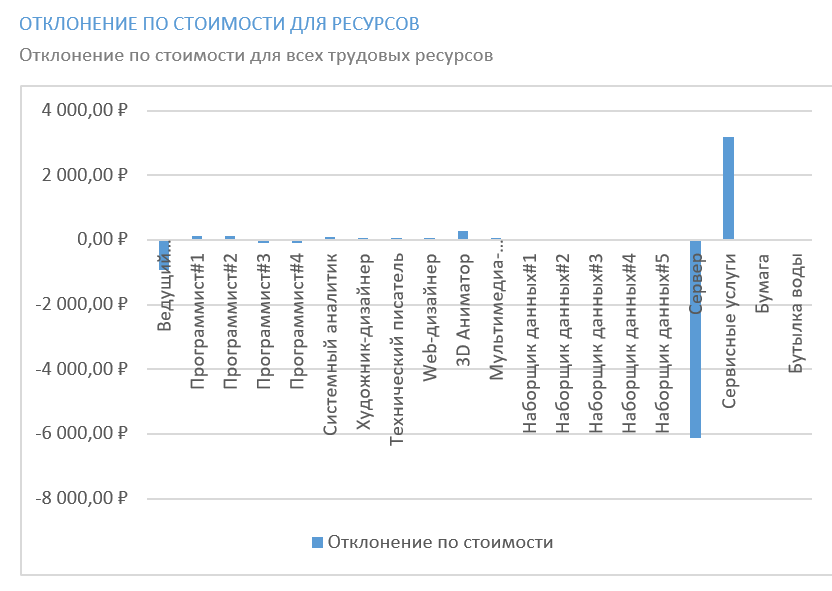 ОТКЛОНЕНИЕ ПО СТОИМОСТИ ДЛЯ РЕСУРСОВ
Отклонение по стоимости для всех трудовых ресурсов
4 000,00 ₽
2 000,00 ₽
0,00 ₽
-2 000,00 ₽
-4 000,00 ₽
-6 000,00 ₽
-8 000,00 ₽
Ведущий…
Программист#1
Программист#2
Программист#3
Программист#4
Системный аналитик
Художник-дизайнер
Технический писатель
Web-дизайнер
3D Аниматор
Мультимедиа-…
Наборщик данных#1
Наборщик данных#2
Наборщик данных#3
Наборщик данных#4
Наборщик данных#5
Сервер
Сервисные услуги
Бумага
Бутылка воды
Отклонение по стоимости